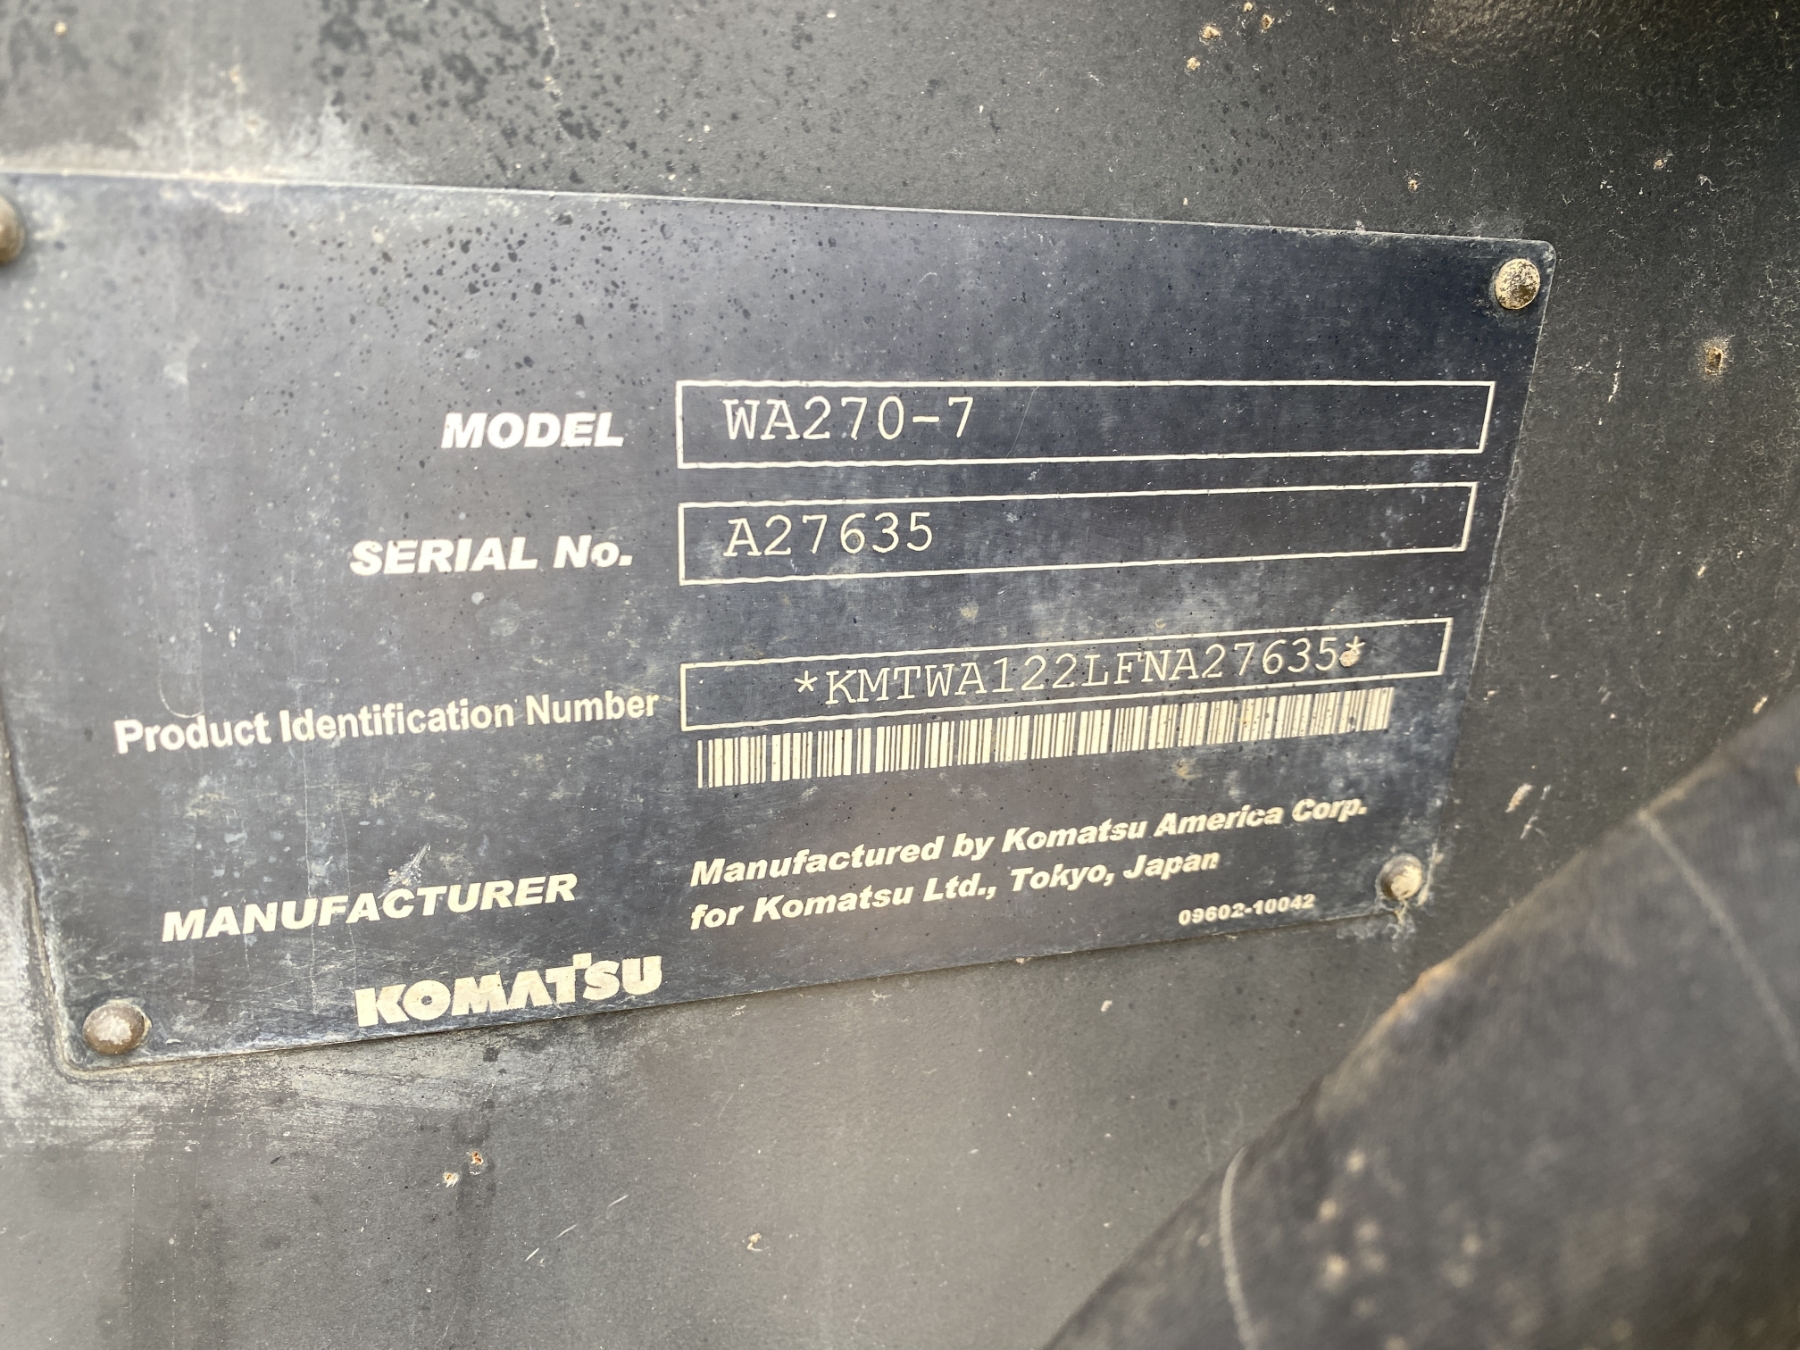 MODEL WA270-7
SERIAL No. A27635
Product Identification Number *KMTWA122LFNA27635*
MANUFACTURER
Manufactured by Komatsu America Corp.
for Komatsu Ltd., Tokyo, Japan
09602-10042
KOMATSU